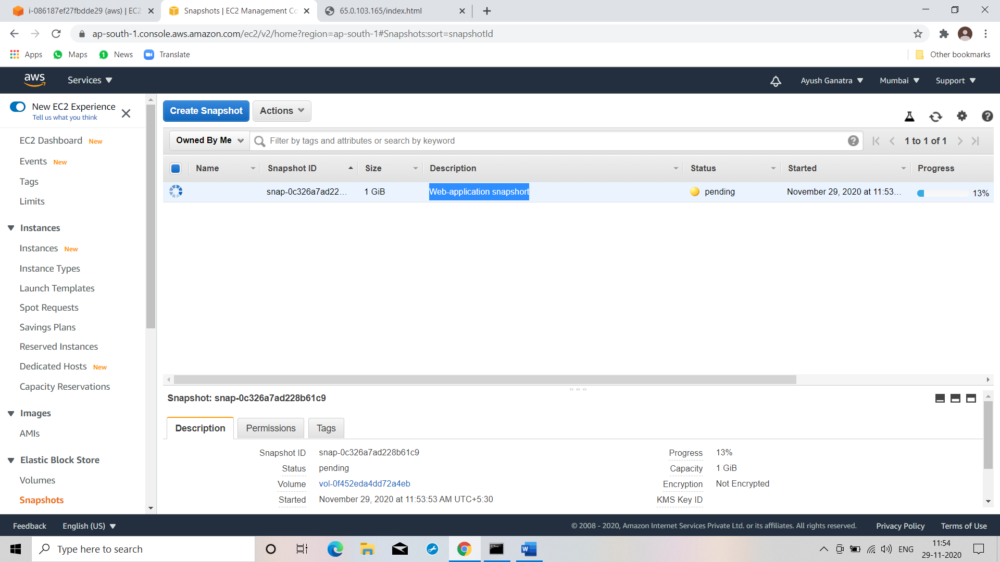 i-086187ef27fbdde29 (aws) | EC2
Snapshots | EC2 Management Co
65.0.103.165/index.html
ap-south-1.console.aws.amazon.com/ec2/v2/home?region=ap-south-1#Snapshots:sort=snapshotId
Apps Maps 1 News Translate Other bookmarks
aws Services Ayush Ganatra Mumbai Support
New EC2 Experience
Tell us what you think
EC2 Dashboard New
Events New
Tags
Limits
Instances
Instances New
Instance Types
Launch Templates
Spot Requests
Savings Plans
Reserved Instances
Dedicated Hosts New
Capacity Reservations
Images
AMIs
Elastic Block Store
Volumes
Snapshots
Create Snapshot Actions
Owned By Me Filter by tags and attributes or search by keyword 1 to 1 of 1
Name Snapshot ID Size Description Status Started Progress
snap-0c326a7ad22... 1 GiB Web-application snapshort pending November 29, 2020 at 11:53... 13%
Snapshot: snap-0c326a7ad228b61c9
Description Permissions Tags
Snapshot ID snap-0c326a7ad228b61c9 Progress 13%
Status pending Capacity 1 GiB
Volume vol-0f452eda4dd72a4eb Encryption Not Encrypted
Started November 29, 2020 at 11:53:53 AM UTC+5:30 KMS Key ID
Feedback English (US) © 2008 - 2020, Amazon Internet Services Private Ltd. or its affiliates. All rights reserved. Privacy Policy Terms of Use
Type here to search W ENG 11:54
29-11-2020